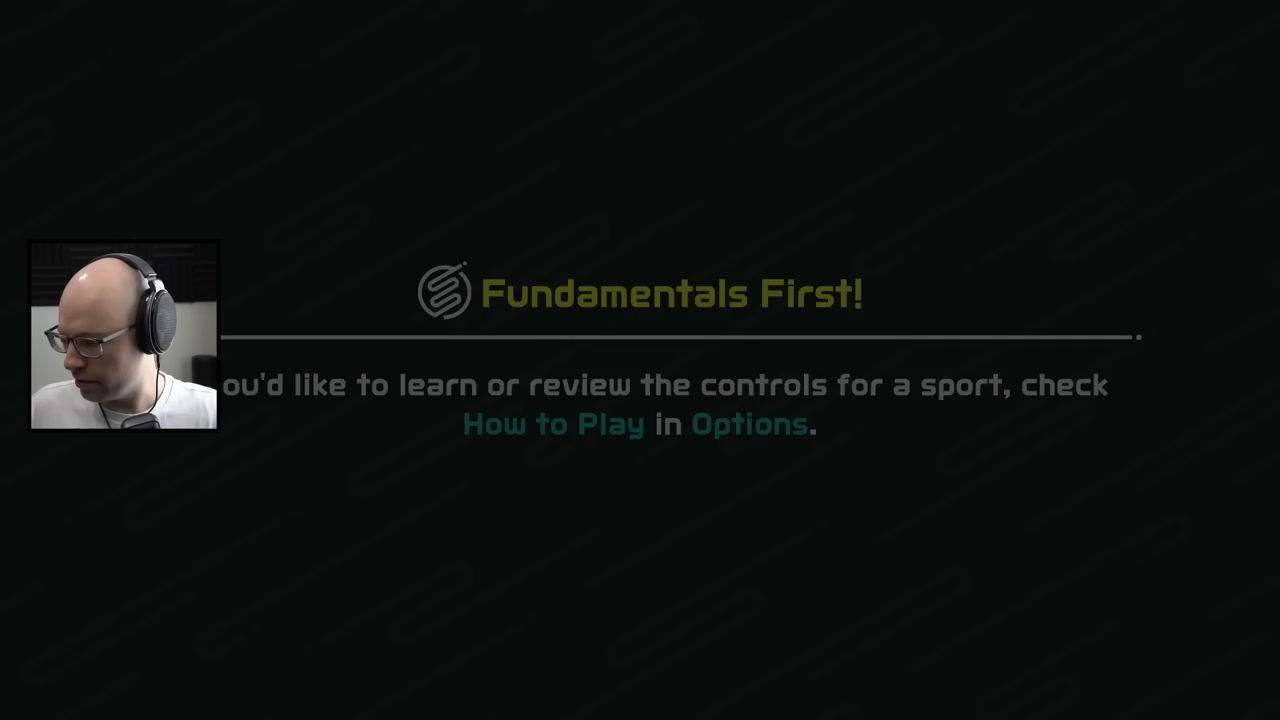 Fundamentals First!
ou'd like to learn or review the controls for a sport, check
How to Play in Options.